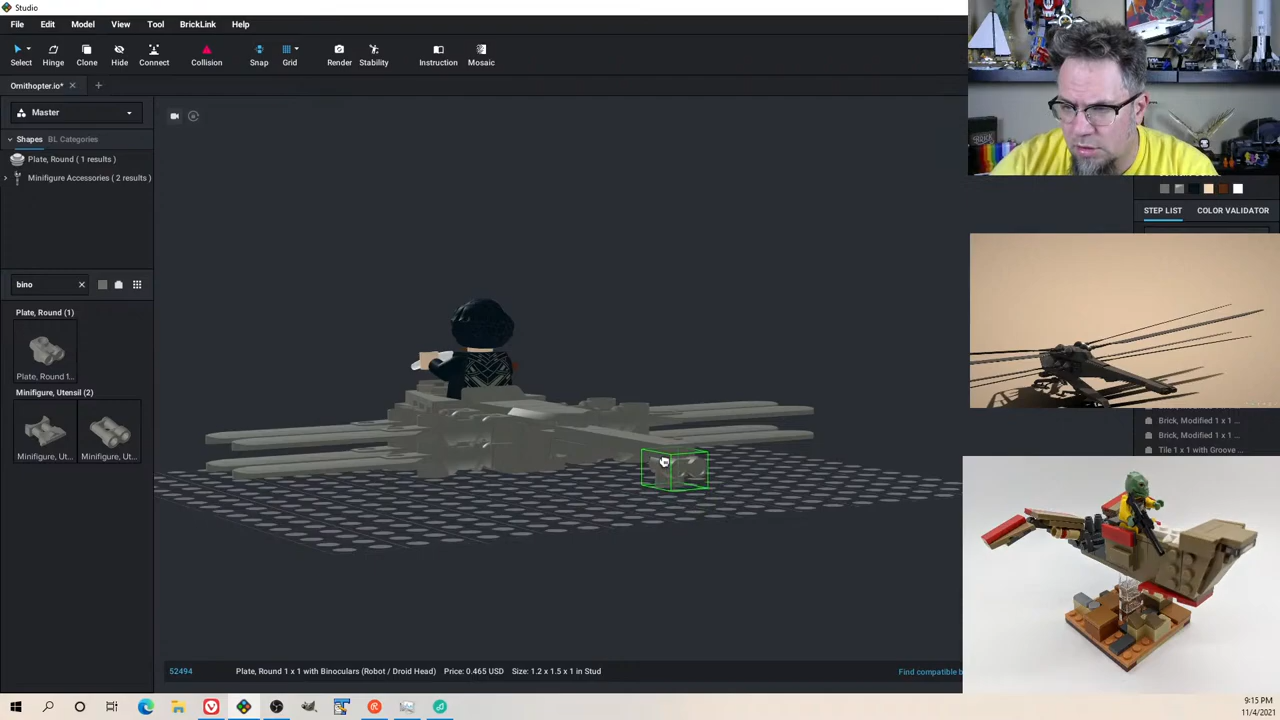 Studio
File Edit Model View Tool BrickLink Help
Select Hinge Clone Hide Connect Collision Snap Grid Render Stability Instruction Mosaic
Ornithopter.io*
Master
Shapes BL Categories
Plate, Round ( 1 results )
Minifigure Accessories ( 2 results )
STEP LIST COLOR VALIDATOR
bino
Plate, Round (1)
Plate, Round 1...
Minifigure, Utensil (2)
Minifigure, Ut... Minifigure, Ut...
Brick, Modified 1 x 1 ...
Brick, Modified 1 x 1 ...
Tile 1 x 1 with Groove ...
52494 Plate, Round 1 x 1 with Binoculars (Robot / Droid Head) Price: 0.465 USD Size: 1.2 x 1.5 x 1 in Stud Find compatible b
9:15 PM
11/4/2021